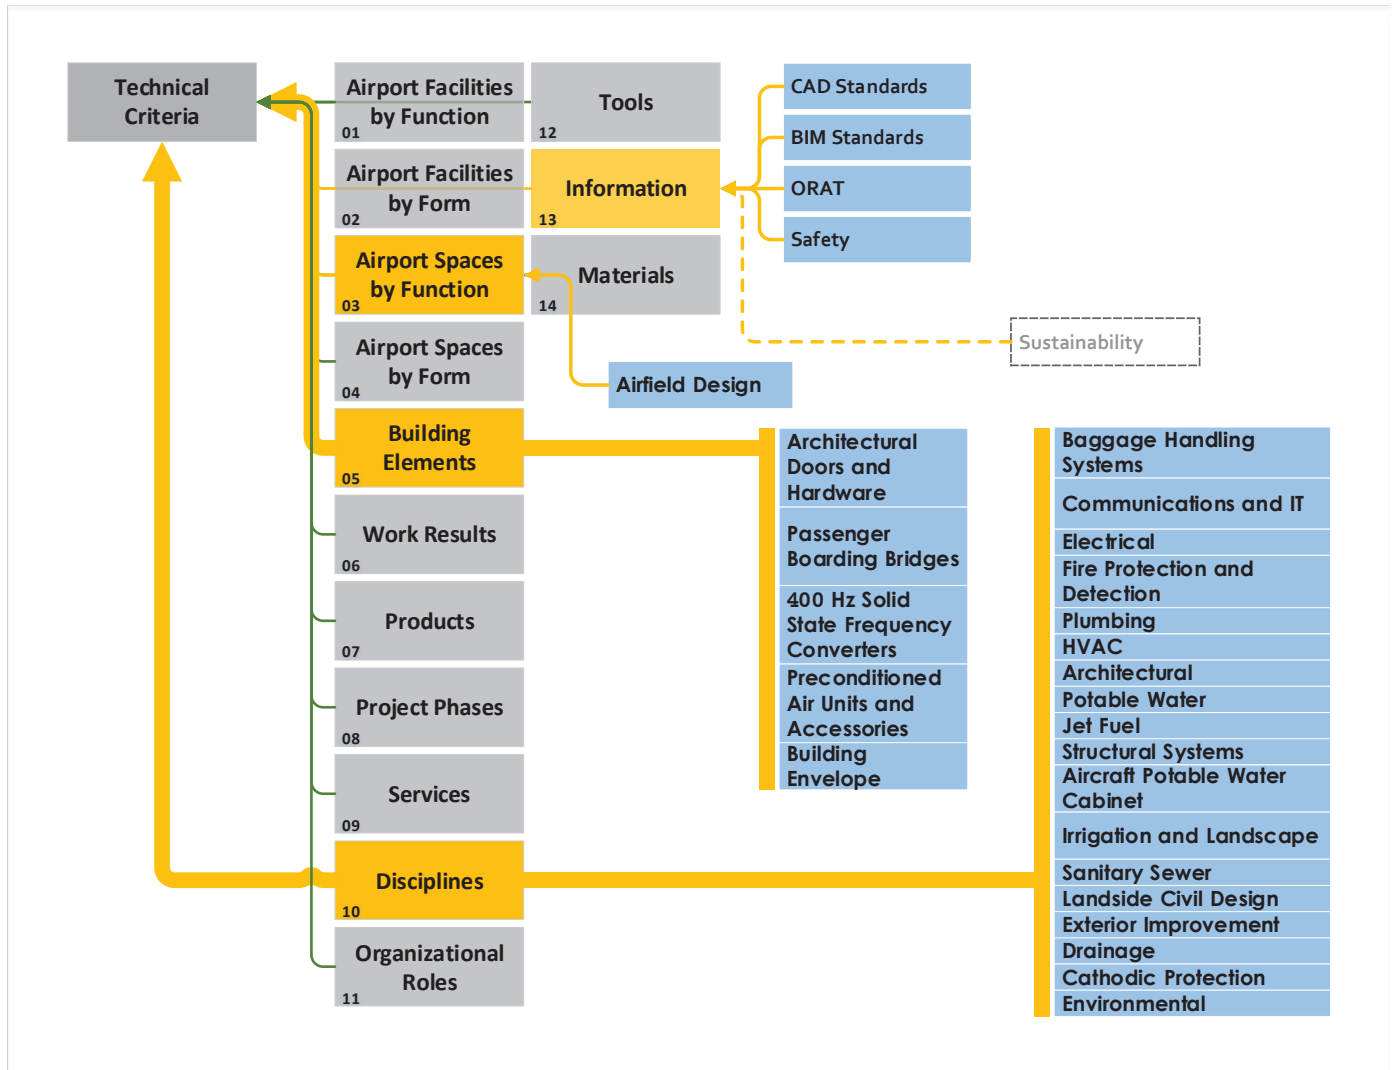 Technical
Criteria
Airport Facilities
by Function
01
Airport Facilities
by Form
02
Airport Spaces
by Function
03
Airport Spaces
by Form
04
Building
Elements
05
Work Results
06
Products
07
Project Phases
08
Services
09
Disciplines
10
Organizational
Roles
11
Tools
12
Information
13
Materials
14
CAD Standards
BIM Standards
ORAT
Safety
Sustainability
Airfield Design
Architectural
Doors and
Hardware
Passenger
Boarding Bridges
400 Hz Solid
State Frequency
Converters
Preconditioned
Air Units and
Accessories
Building
Envelope
Baggage Handling
Systems
Communications and IT
Electrical
Fire Protection and
Detection
Plumbing
HVAC
Architectural
Potable Water
Jet Fuel
Structural Systems
Aircraft Potable Water
Cabinet
Irrigation and Landscape
Sanitary Sewer
Landside Civil Design
Exterior Improvement
Drainage
Cathodic Protection
Environmental